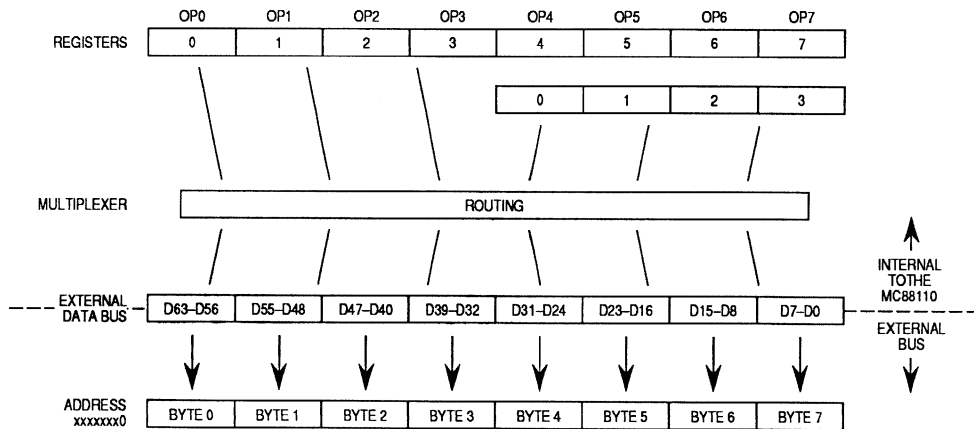 OP0 OP1 OP2 OP3 OP4 OP5 OP6 OP7
REGISTERS 0 1 2 3 4 5 6 7
0 1 2 3
MULTIPLEXER ROUTING
INTERNAL
TOTHE
MC88110
EXTERNAL
DATA BUS D63–D56 D55–D48 D47–D40 D39–D32 D31–D24 D23–D16 D15–D8 D7–D0
EXTERNAL
BUS
ADDRESS
xxxxxxx0 BYTE 0 BYTE 1 BYTE 2 BYTE 3 BYTE 4 BYTE 5 BYTE 6 BYTE 7